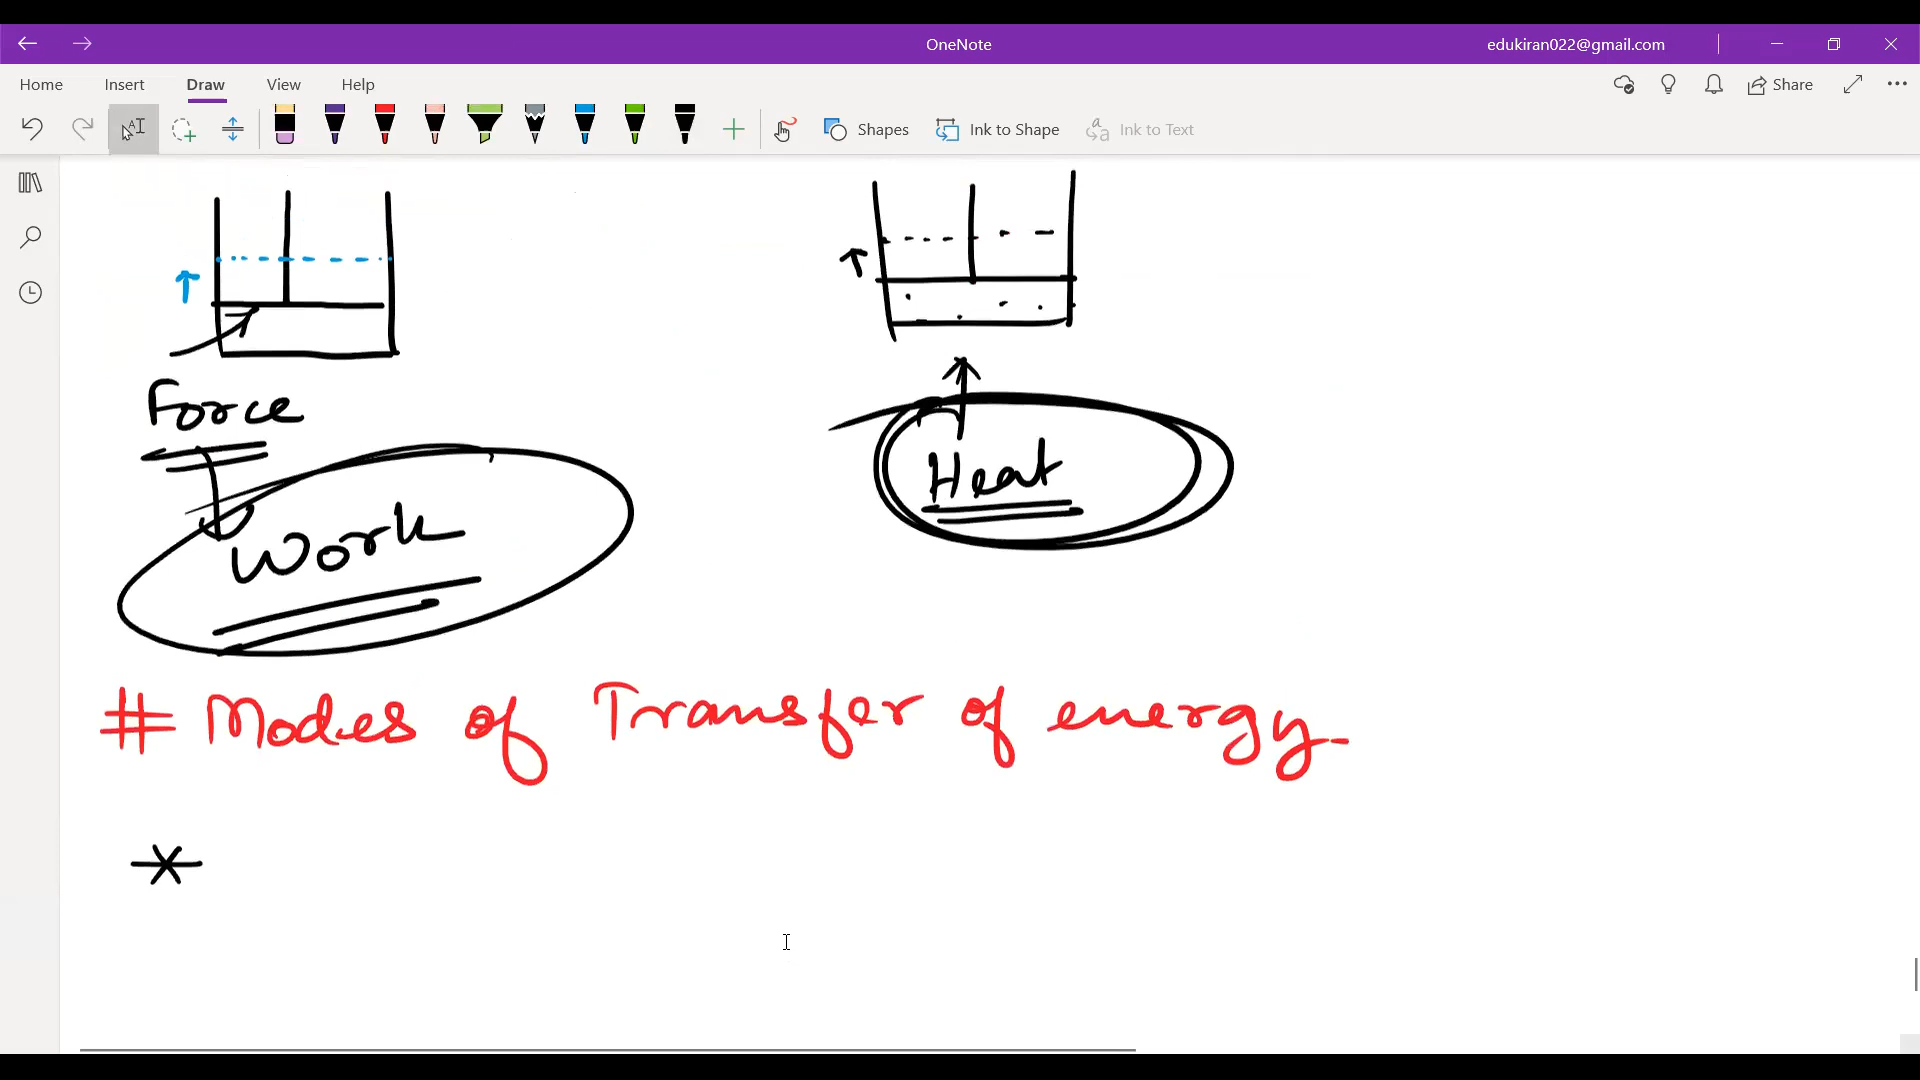 OneNote
edukiran022@gmail.com
Home Insert Draw View Help
Share
Shapes Ink to Shape Ink to Text
Force
Work
Heat
# Modes of Transfer of energy-
*